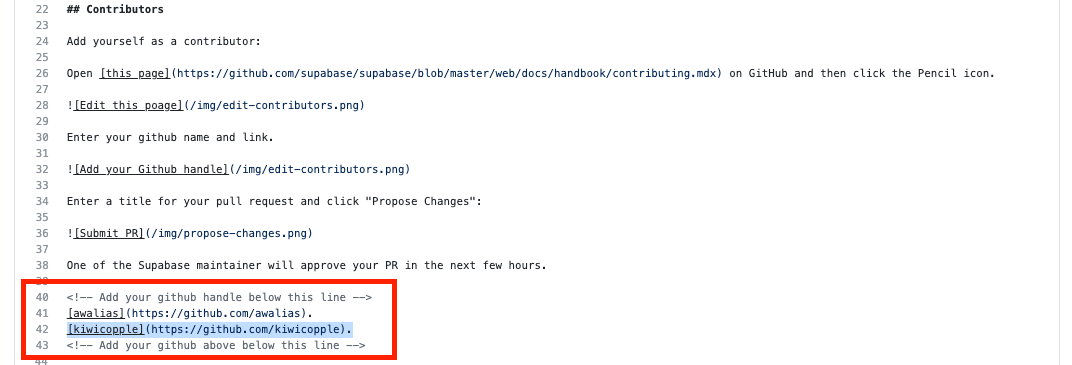 22 ## Contributors
23
24 Add yourself as a contributor:
25
26 Open [this page](https://github.com/supabase/supabase/blob/master/web/docs/handbook/contributing.mdx) on GitHub and then click the Pencil icon.
27
28 ![Edit this poage](/img/edit-contributors.png)
29
30 Enter your github name and link.
31
32 ![Add your Github handle](/img/edit-contributors.png)
33
34 Enter a title for your pull request and click "Propose Changes":
35
36 ![Submit PR](/img/propose-changes.png)
37
38 One of the Supabase maintainer will approve your PR in the next few hours.
39
40 <!-- Add your github handle below this line -->
41 [awalias](https://github.com/awalias).
42 [kiwicopple](https://github.com/kiwicopple).
43 <!-- Add your github above below this line -->
44